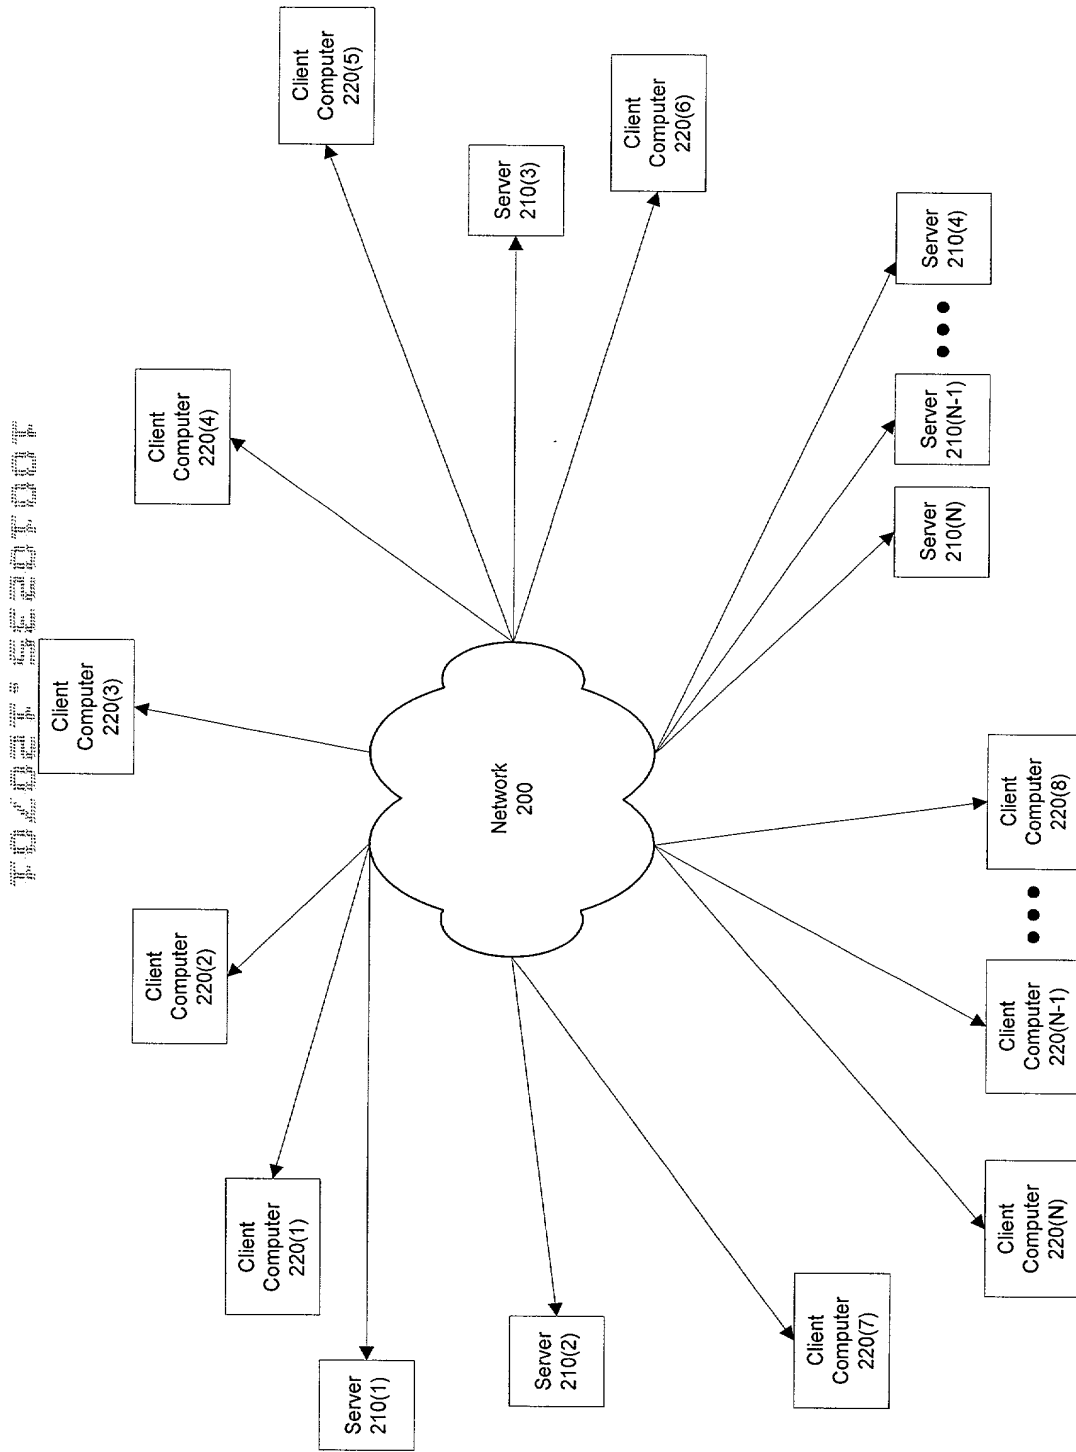 Client
Computer
220(3)
Client
Computer
220(2)
Client
Computer
220(4)
Client
Computer
220(1)
Client
Computer
220(5)
Server
210(1)
Network
200
Server
210(3)
Server
210(2)
Client
Computer
220(6)
Client
Computer
220(7)
Server
210(N)
Server
210(N-1)
Server
210(4)
Client
Computer
220(N)
Client
Computer
220(N-1)
Client
Computer
220(8)